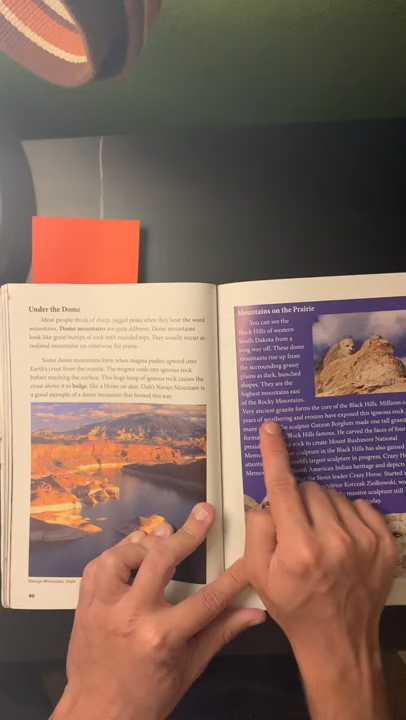 Under the Dome
Most people think of sharp, jagged peaks when they hear the word
mountains. Dome mountains are quite different. Dome mountains
look like great humps of rock with rounded tops. They usually occur as
isolated mountains on otherwise flat plains.
Some dome mountains form when magma pushes upward into
Earth's crust from the mantle. The magma cools into igneous rock
before reaching the surface. This huge lump of igneous rock causes the
crust above it to bulge, like a blister on skin. Utah's Navajo Mountain is
a good example of a dome mountain that formed this way.
Navajo Mountain, Utah
80
Mountains on the Prairie
You can see the
Black Hills of western
South Dakota from a
long way off. These dome
mountains rise up from
the surrounding grassy
plains as dark, hunched
shapes. They are the
highest mountains east
of the Rocky Mountains.
Very ancient granite forms the core of the Black Hills. Millions
years of weathering and erosion have exposed this igneous rock
many sculptor Gutzon Borglum made one tall granite
Black Hills famous. He carved the faces of four
rock to create Mount Rushmore National
sculpture in the Black Hills has also gained
world's largest sculpture in progress. Crazy
North American Indian heritage and depicts
of the Sioux leader Crazy Horse. Started
sculptor Korczak Ziolkowski,
massive sculpture still
today.